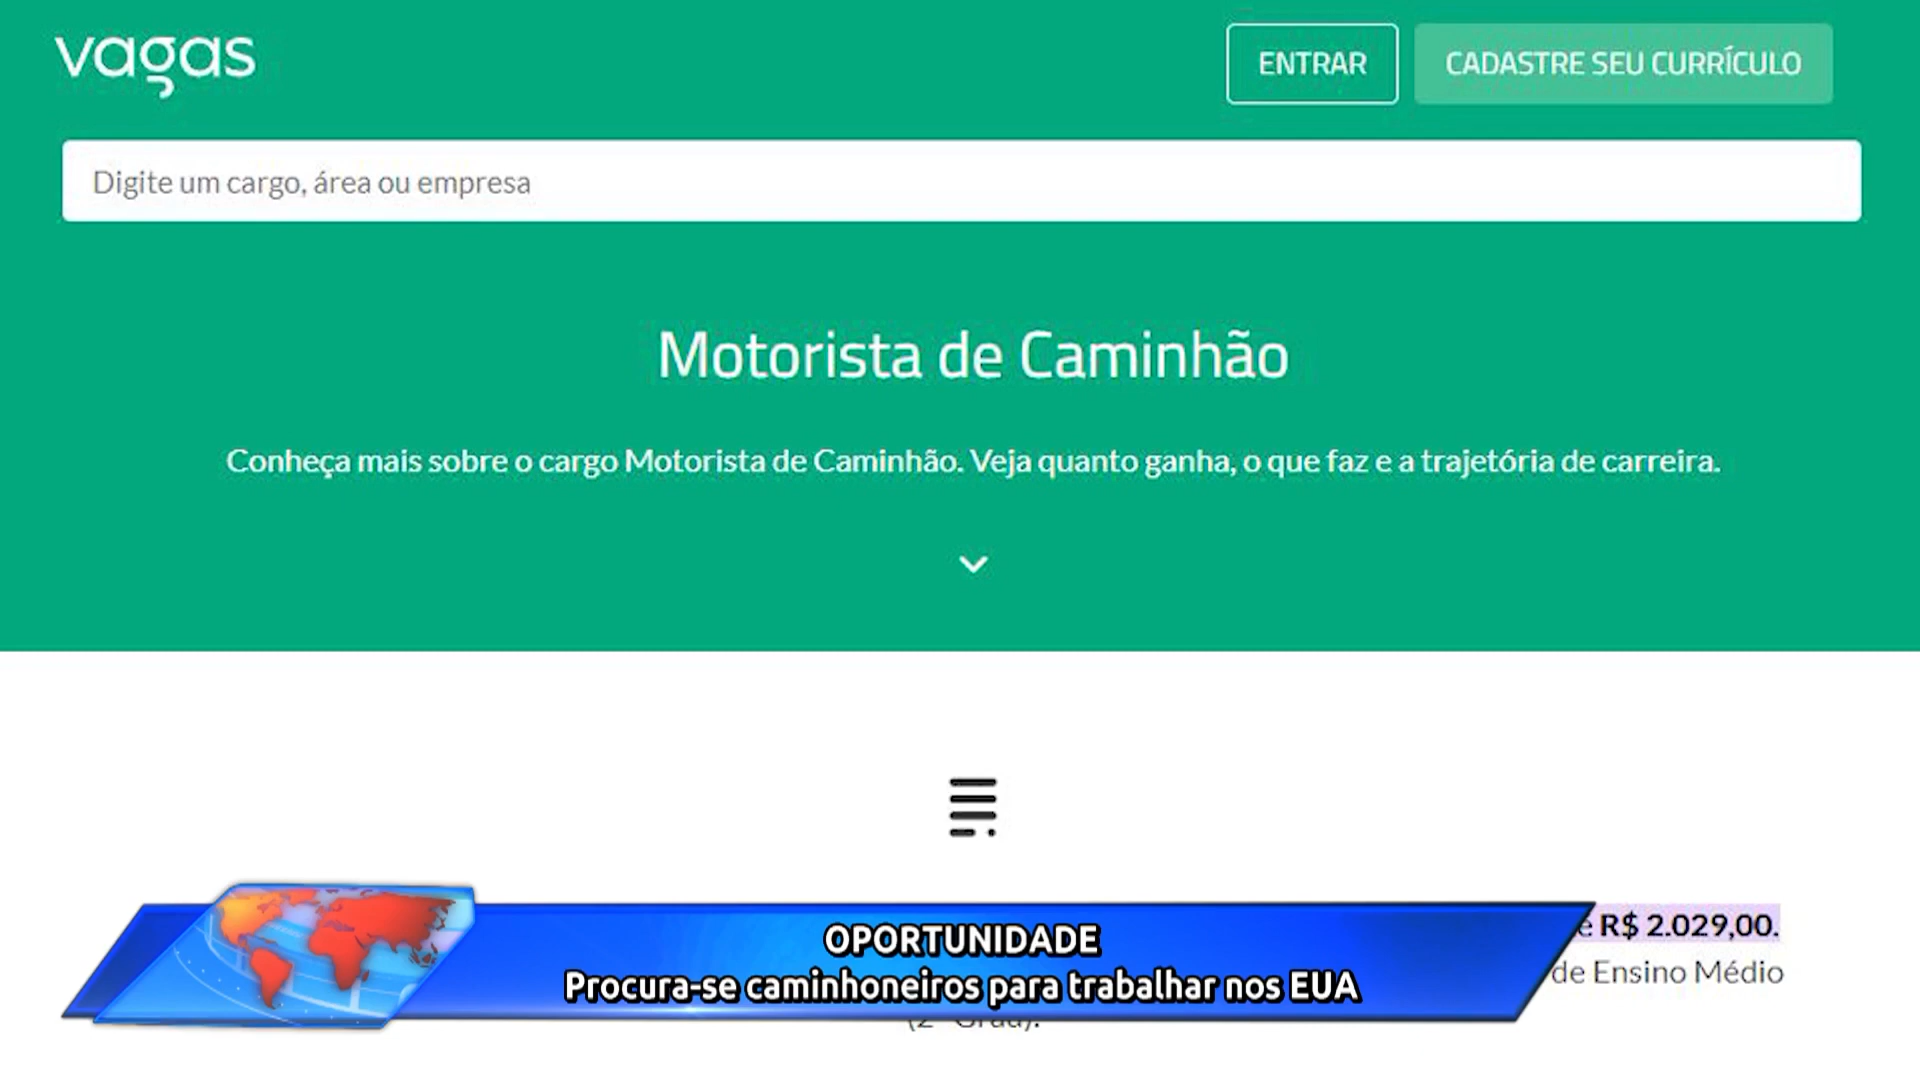 vagas
ENTRAR
CADASTRE SEU CURRÍCULO
Digite um cargo, área ou empresa
Motorista de Caminhão
Conheça mais sobre o cargo Motorista de Caminhão. Veja quanto ganha, o que faz e a trajetória de carreira.
é R$ 2.029,00.
de Ensino Médio
OPORTUNIDADE
Procura-se caminhoneiros para trabalhar nos EUA